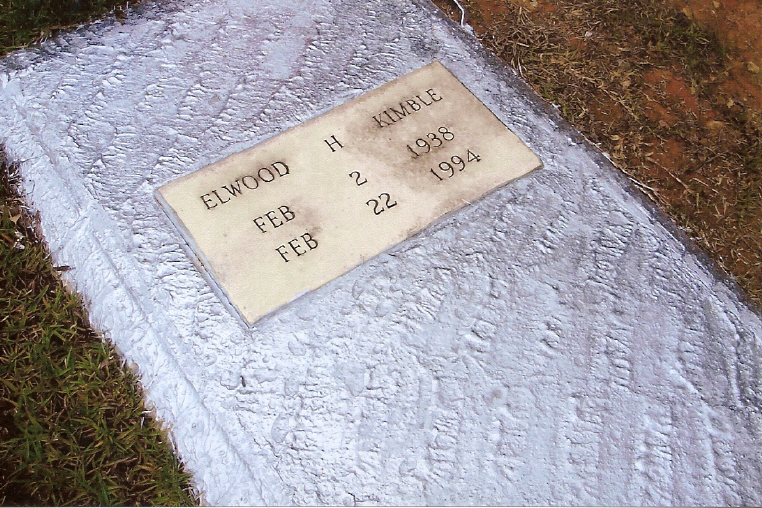 ELWOOD H KIMBLE
FEB 2 1938
FEB 22 1994